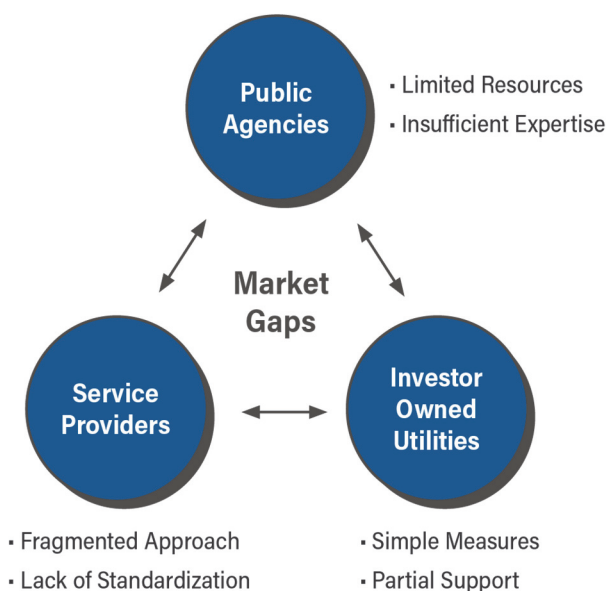 Public
Agencies
▪ Limited Resources
▪ Insufficient Expertise
Market
Gaps
Service
Providers
Investor
Owned
Utilities
▪ Fragmented Approach
▪ Lack of Standardization
▪ Simple Measures
▪ Partial Support